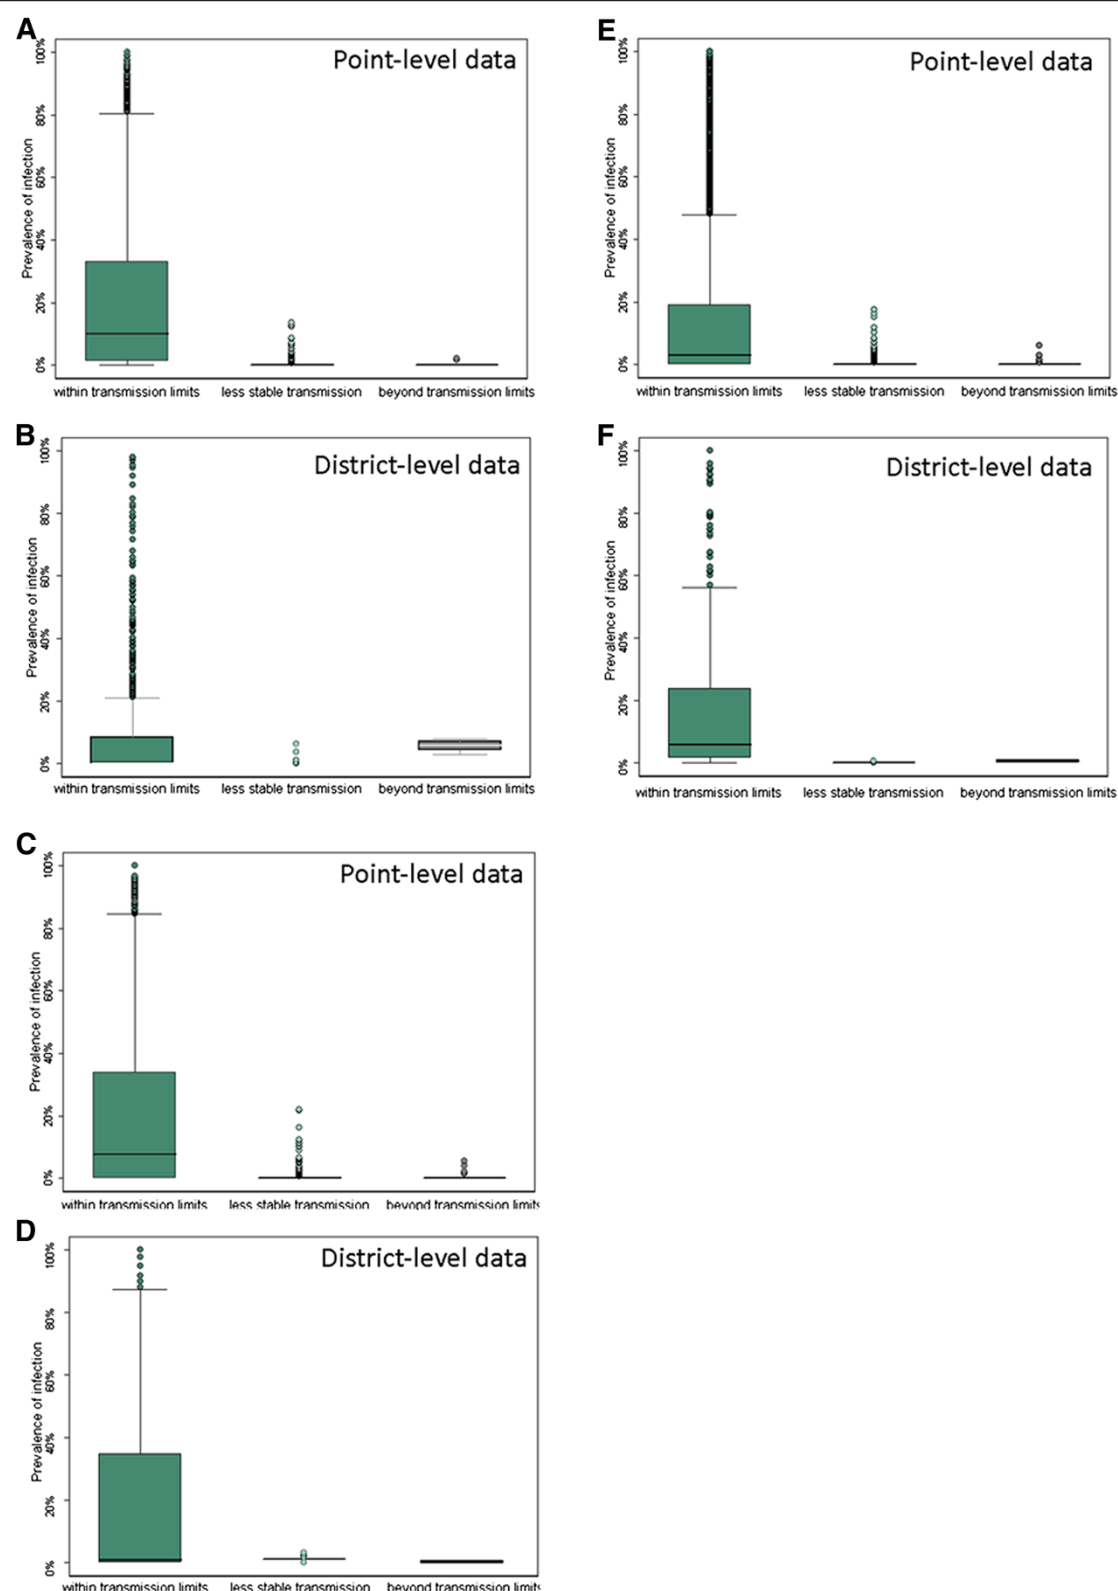 A
Point-level data
Prevalence of infection
100%
80%
60%
40%
20%
0%
within transmission limits
less stable transmission
beyond transmission limits
E
Point-level data
Prevalence of infection
100%
80%
60%
40%
20%
0%
within transmission limits
less stable transmission
beyond transmission limits
B
District-level data
Prevalence of infection
100%
80%
60%
40%
20%
0%
within transmission limits
less stable transmission
beyond transmission limits
F
District-level data
Prevalence of infection
100%
80%
60%
40%
20%
0%
within transmission limits
less stable transmission
beyond transmission limits
C
Point-level data
Prevalence of infection
100%
80%
60%
40%
20%
0%
within transmission limits
less stable transmission
beyond transmission limits
D
District-level data
Prevalence of infection
100%
80%
60%
40%
20%
0%
within transmission limits
less stable transmission
beyond transmission limits